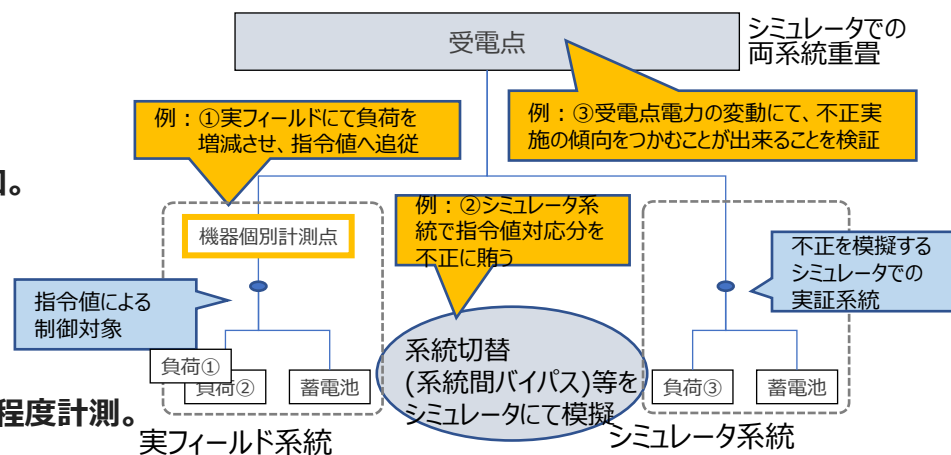 受電点
シミュレータでの
両系統重畳
例：①実フィールドにて負荷を
増減させ、指令値へ追従
例：③受電点電力の変動にて、不正実
施の傾向をつかむことが出来ることを検証
。
機器個別計測点
例：②シミュレータ系
統で指令値対応分を
不正に賄う
不正を模擬する
シミュレータでの
実証系統
指令値による
制御対象
系統切替
(系統間バイパス)等を
シミュレータにて模擬
負荷①
負荷②
蓄電池
負荷③
蓄電池
程度計測。
実フィールド系統
シミュレータ系統